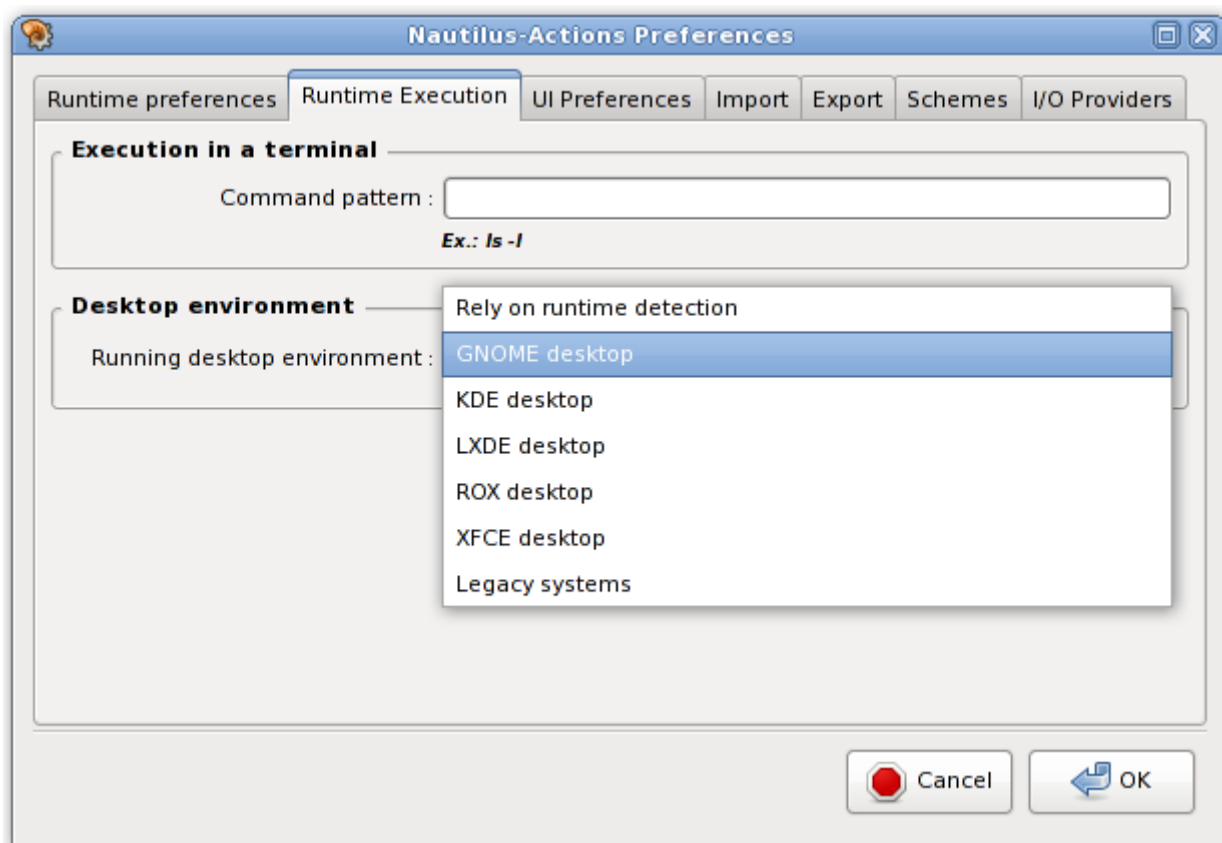 Nautilus-Actions Preferences
Runtime preferences Runtime Execution UI Preferences Import Export Schemes I/O Providers
Execution in a terminal
Command pattern :
Ex.: ls -l
Desktop environment
Running desktop environment :
Rely on runtime detection
GNOME desktop
KDE desktop
LXDE desktop
ROX desktop
XFCE desktop
Legacy systems
Cancel OK